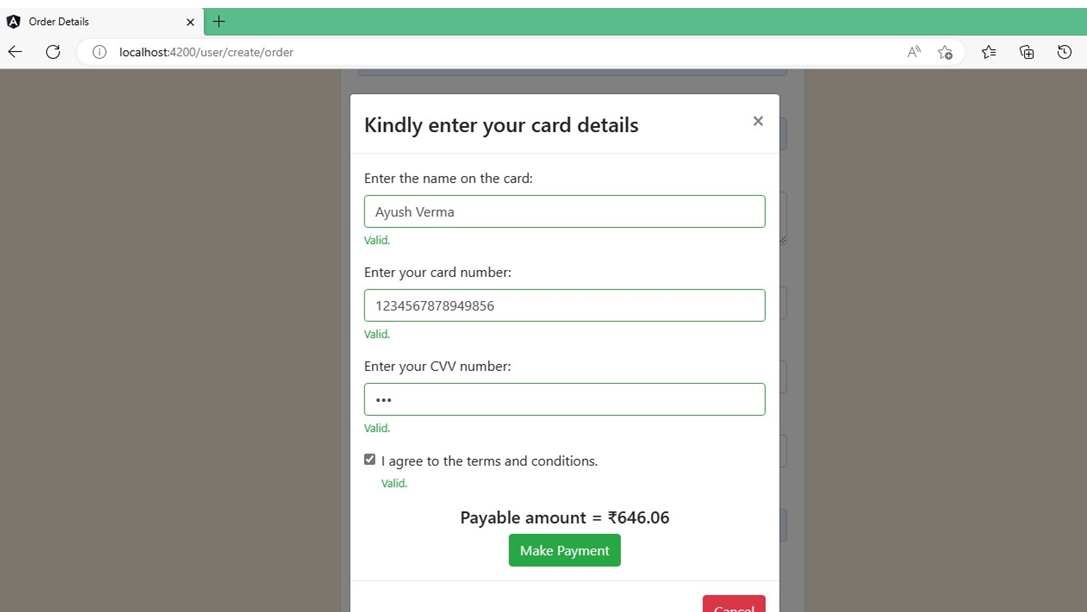 Order Details
localhost:4200/user/create/order
Kindly enter your card details
Enter the name on the card:
Ayush Verma
Valid.
Enter your card number:
1234567878949856
Valid.
Enter your CVV number:
•••
Valid.
I agree to the terms and conditions.
Valid.
Payable amount = ₹646.06
Make Payment
Cancel